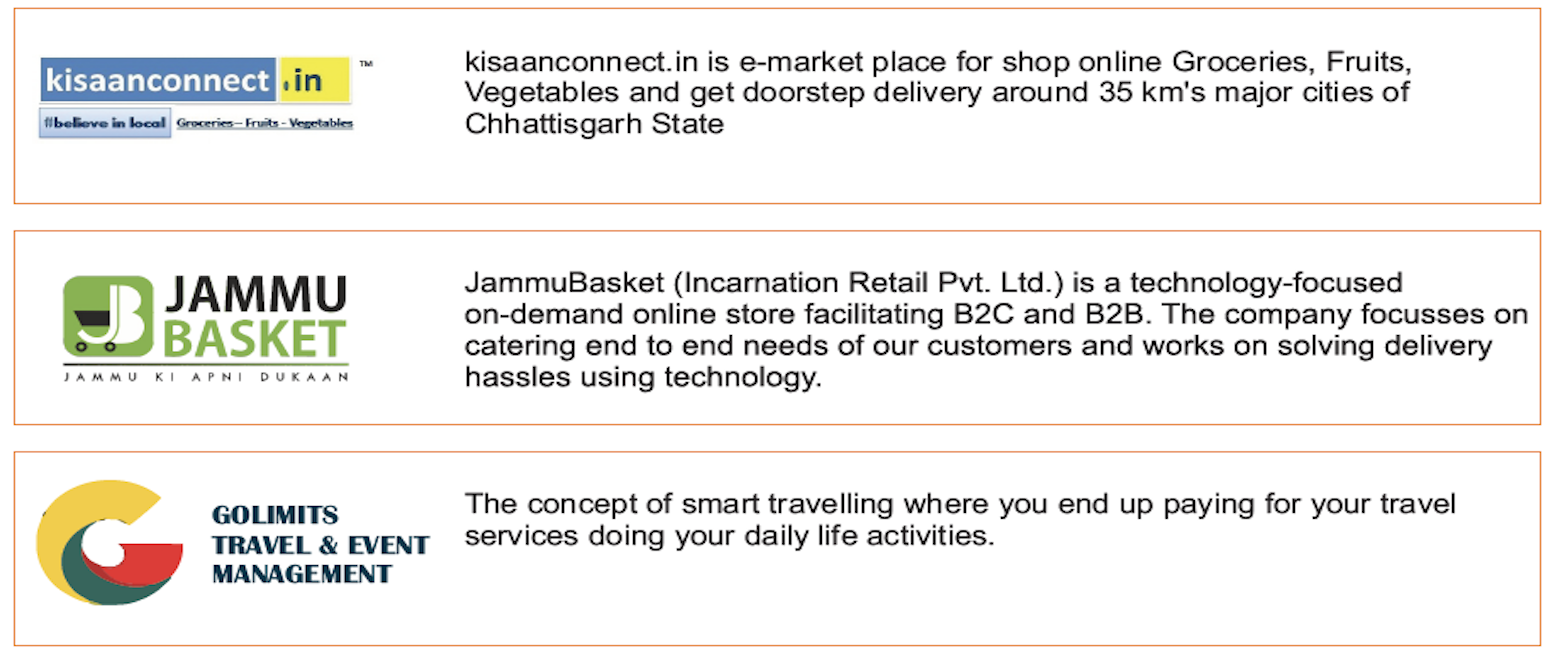 kisaanconnect.in ™
#believe in local Groceries– Fruits - Vegetables
kisaanconnect.in is e-market place for shop online Groceries, Fruits,
Vegetables and get doorstep delivery around 35 km's major cities of
Chhattisgarh State
JAMMU
BASKET
JAMMU KI APNI DUKAAN
JammuBasket (Incarnation Retail Pvt. Ltd.) is a technology-focused
on-demand online store facilitating B2C and B2B. The company focusses on
catering end to end needs of our customers and works on solving delivery
hassles using technology.
GOLIMITS
TRAVEL & EVENT
MANAGEMENT
The concept of smart travelling where you end up paying for your travel
services doing your daily life activities.